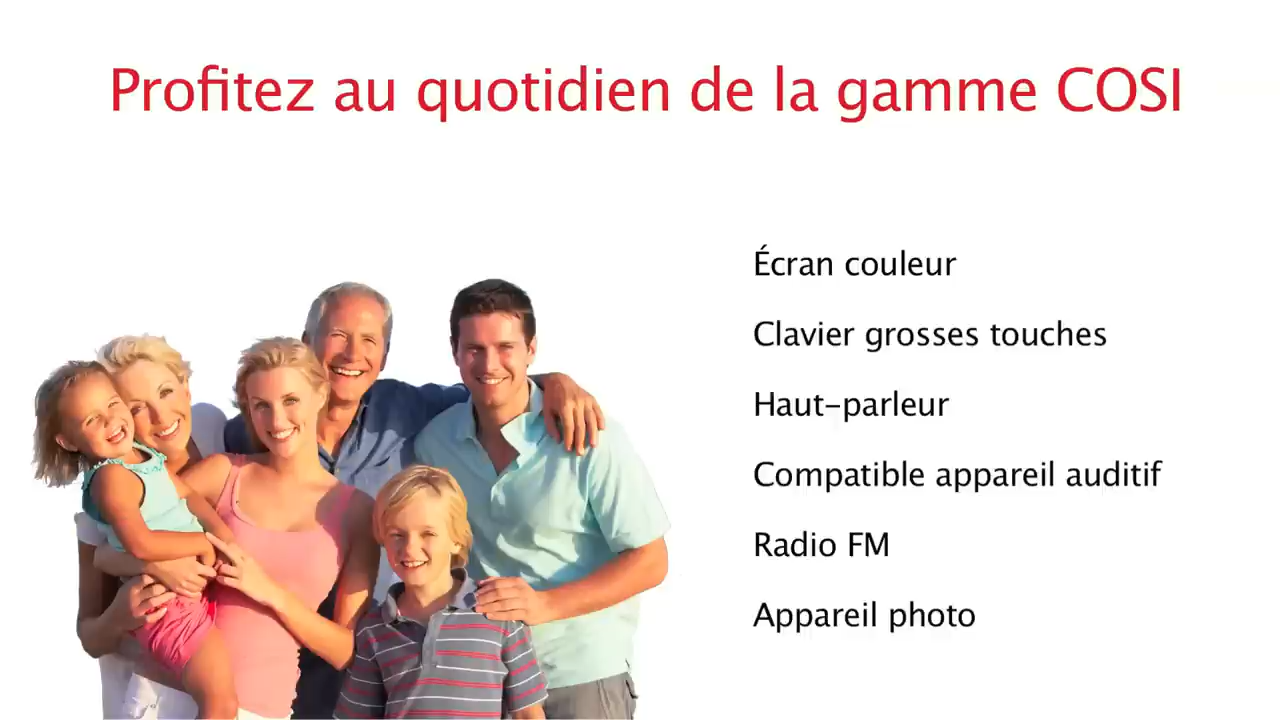 Profitez au quotidien de la gamme COSI
Écran couleur
Clavier grosses touches
Haut-parleur
Compatible appareil auditif
Radio FM
Appareil photo